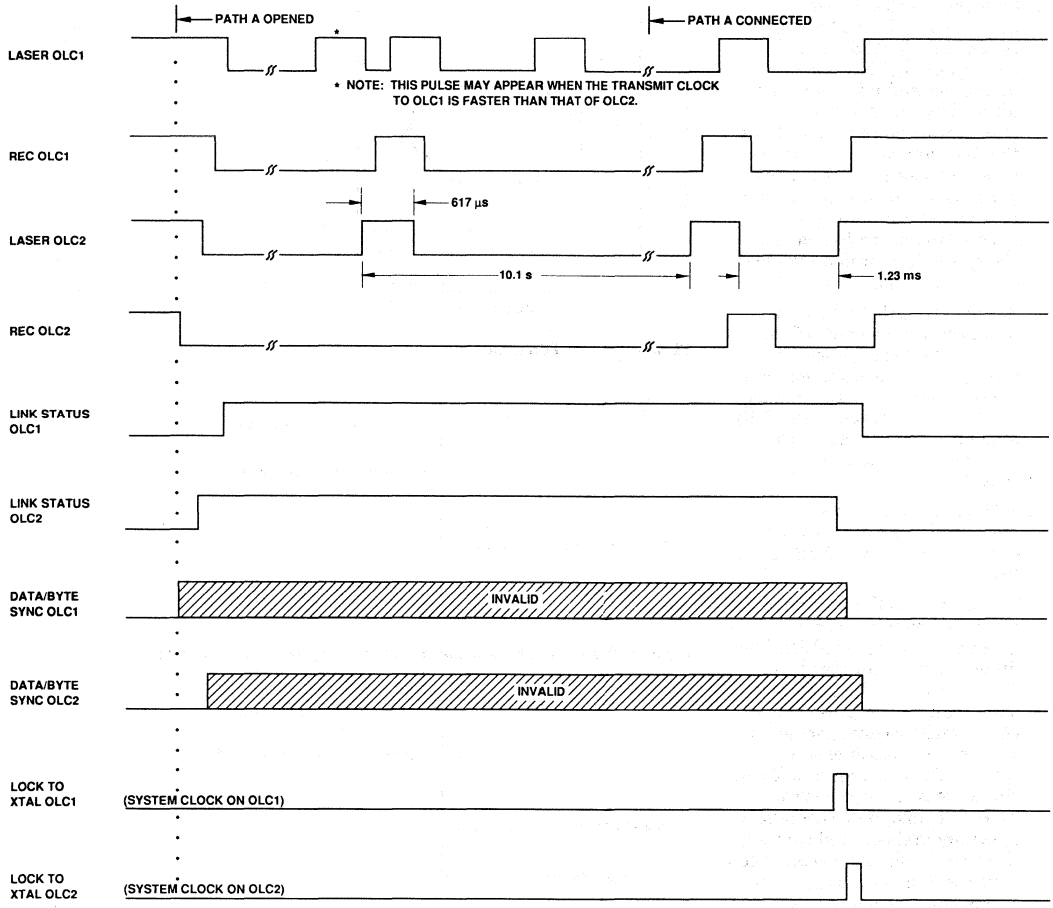 PATH A OPENED
PATH A CONNECTED
LASER OLC1
*
* NOTE: THIS PULSE MAY APPEAR WHEN THE TRANSMIT CLOCK
TO OLC1 IS FASTER THAN THAT OF OLC2.
REC OLC1
617 μs
LASER OLC2
10.1 s
1.23 ms
REC OLC2
LINK STATUS
OLC1
LINK STATUS
OLC2
DATA/BYTE
SYNC OLC1
INVALID
DATA/BYTE
SYNC OLC2
INVALID
LOCK TO
XTAL OLC1
(SYSTEM CLOCK ON OLC1)
LOCK TO
XTAL OLC2
(SYSTEM CLOCK ON OLC2)